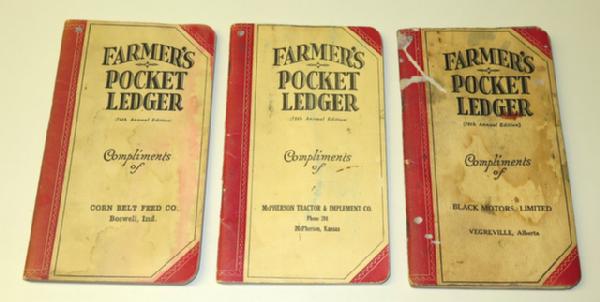 FARMER'S
POCKET
LEDGER
Compliments
of
CORN BELT FEED CO.
Boswell, Ind.
FARMER'S
POCKET
LEDGER
Compliments
of
McPHERSON TRACTOR & IMPLEMENT CO.
Phone
McPherson, Kansas
FARMER'S
POCKET
LEDGER
Compliments
of
BLACK MOTORS LIMITED
VEGREVILLE, Alberta